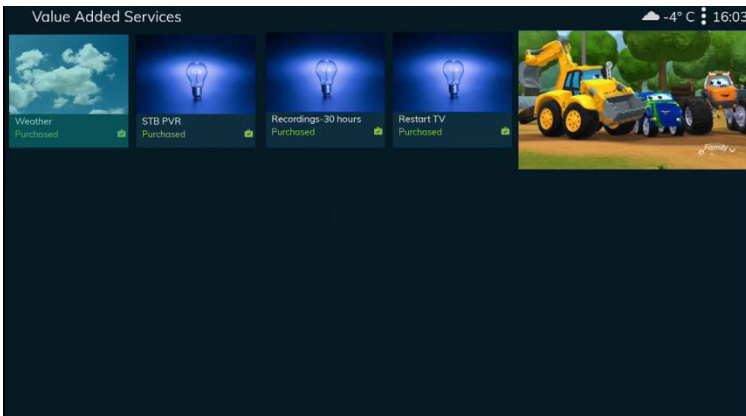 Value Added Services
-4° C 16:03
Weather
Purchased
STB PVR
Purchased
Recordings-30 hours
Purchased
Restart TV
Purchased
Family